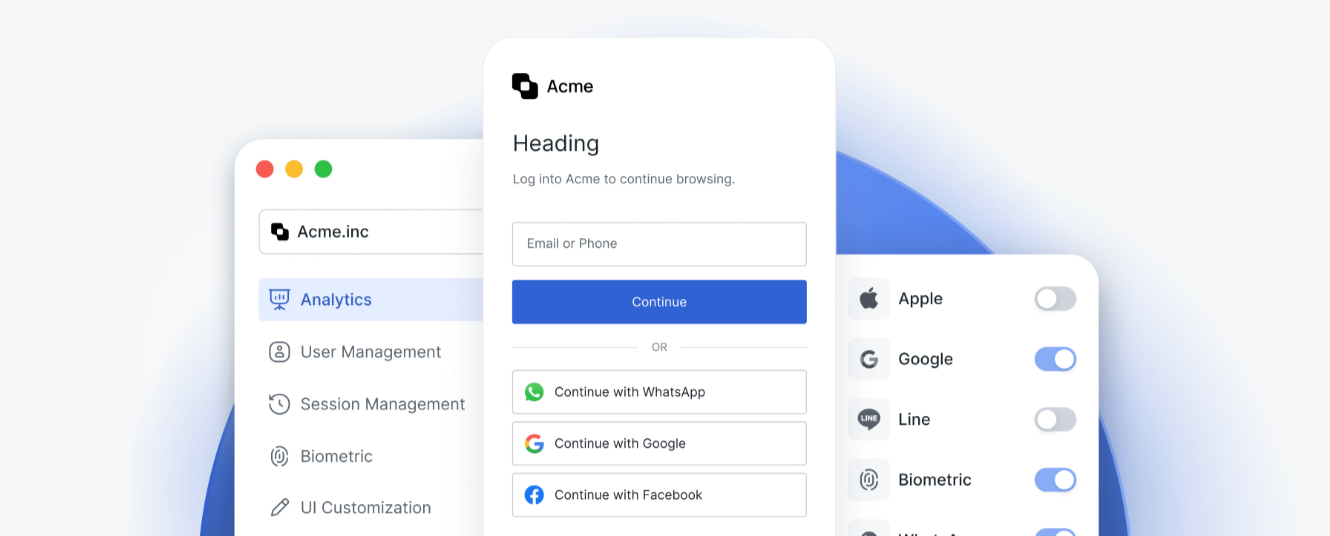 Acme.inc
Analytics
User Management
Session Management
Biometric
UI Customization
Acme
Heading
Log into Acme to continue browsing.
Email or Phone
Continue
OR
Continue with WhatsApp
Continue with Google
Continue with Facebook
Apple
Google
LINE
Line
Biometric